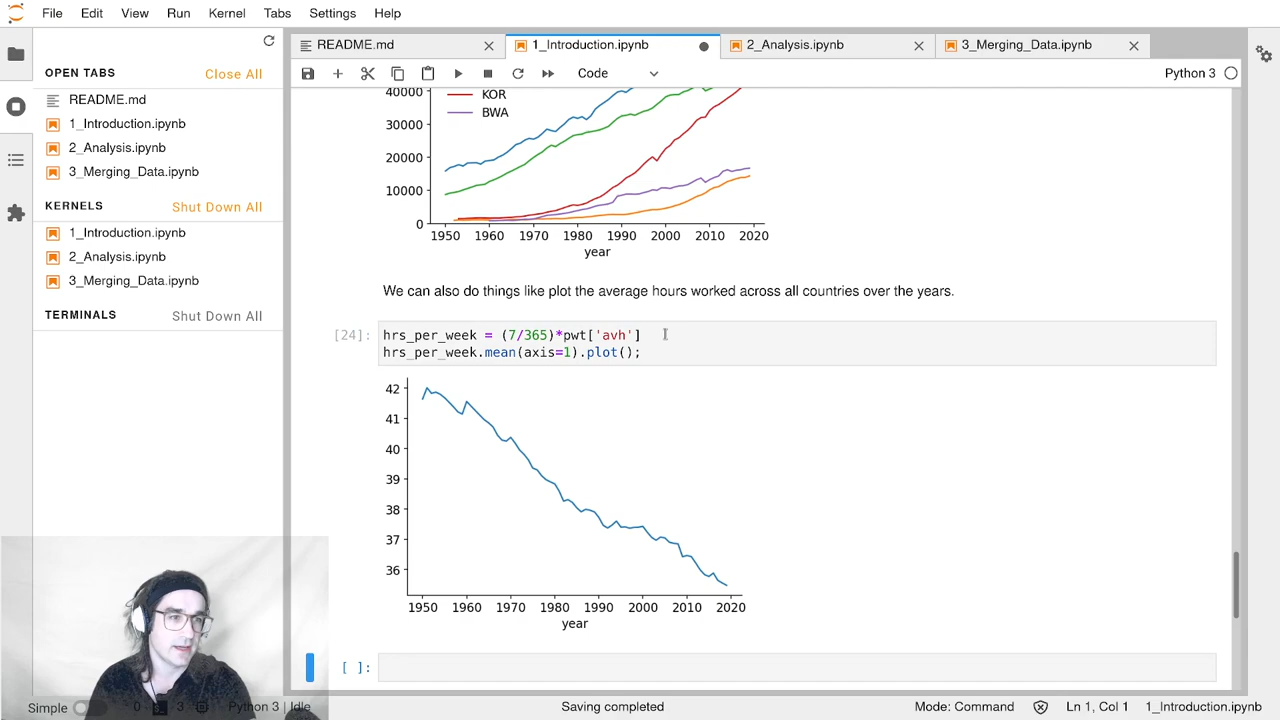 File Edit View Run Kernel Tabs Settings Help
OPEN TABS Close All
README.md
1_Introduction.ipynb
2_Analysis.ipynb
3_Merging_Data.ipynb
KERNELS Shut Down All
1_Introduction.ipynb
2_Analysis.ipynb
3_Merging_Data.ipynb
TERMINALS Shut Down All
README.md 1_Introduction.ipynb 2_Analysis.ipynb 3_Merging_Data.ipynb
Code Python 3
40000
30000
20000
10000
0
KOR
BWA
1950 1960 1970 1980 1990 2000 2010 2020
year
We can also do things like plot the average hours worked across all countries over the years.
[24]: hrs_per_week = (7/365)*pwt['avh']
hrs_per_week.mean(axis=1).plot();
42
41
40
39
38
37
36
1950 1960 1970 1980 1990 2000 2010 2020
year
[ ]:
Simple 0 3 Python 3 | Idle Saving completed Mode: Command Ln 1, Col 1 1_Introduction.ipynb